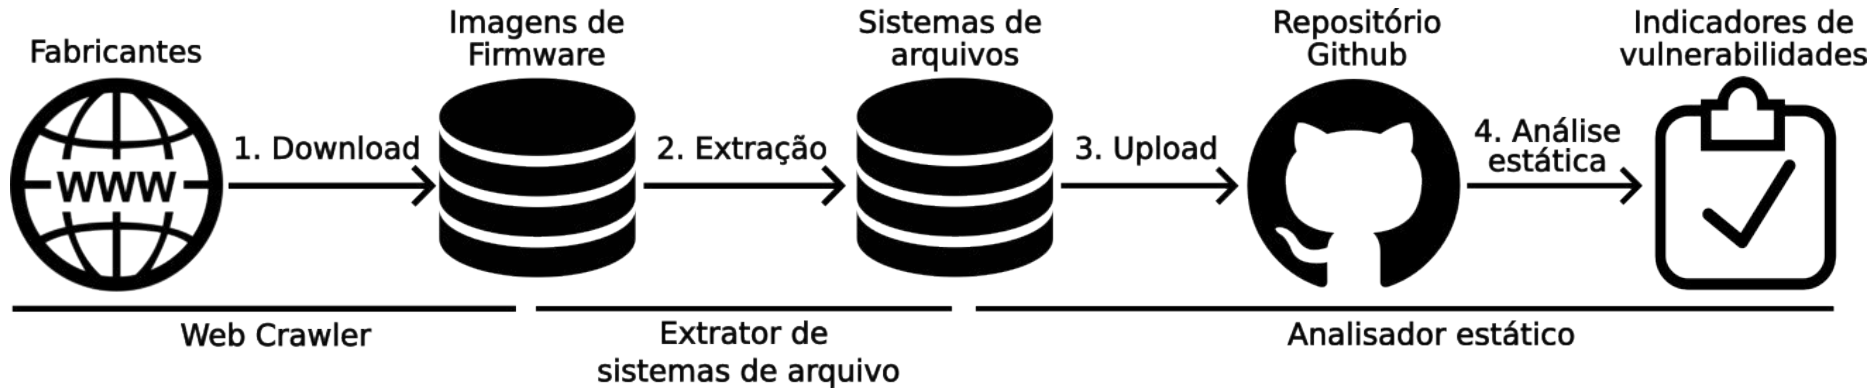 Fabricantes
Imagens de
Firmware
Sistemas de
arquivos
Repositório
Github
Indicadores de
vulnerabilidades
WWW
1. Download
2. Extração
3. Upload
4. Análise
estática
Web Crawler
Extrator de
sistemas de arquivo
Analisador estático